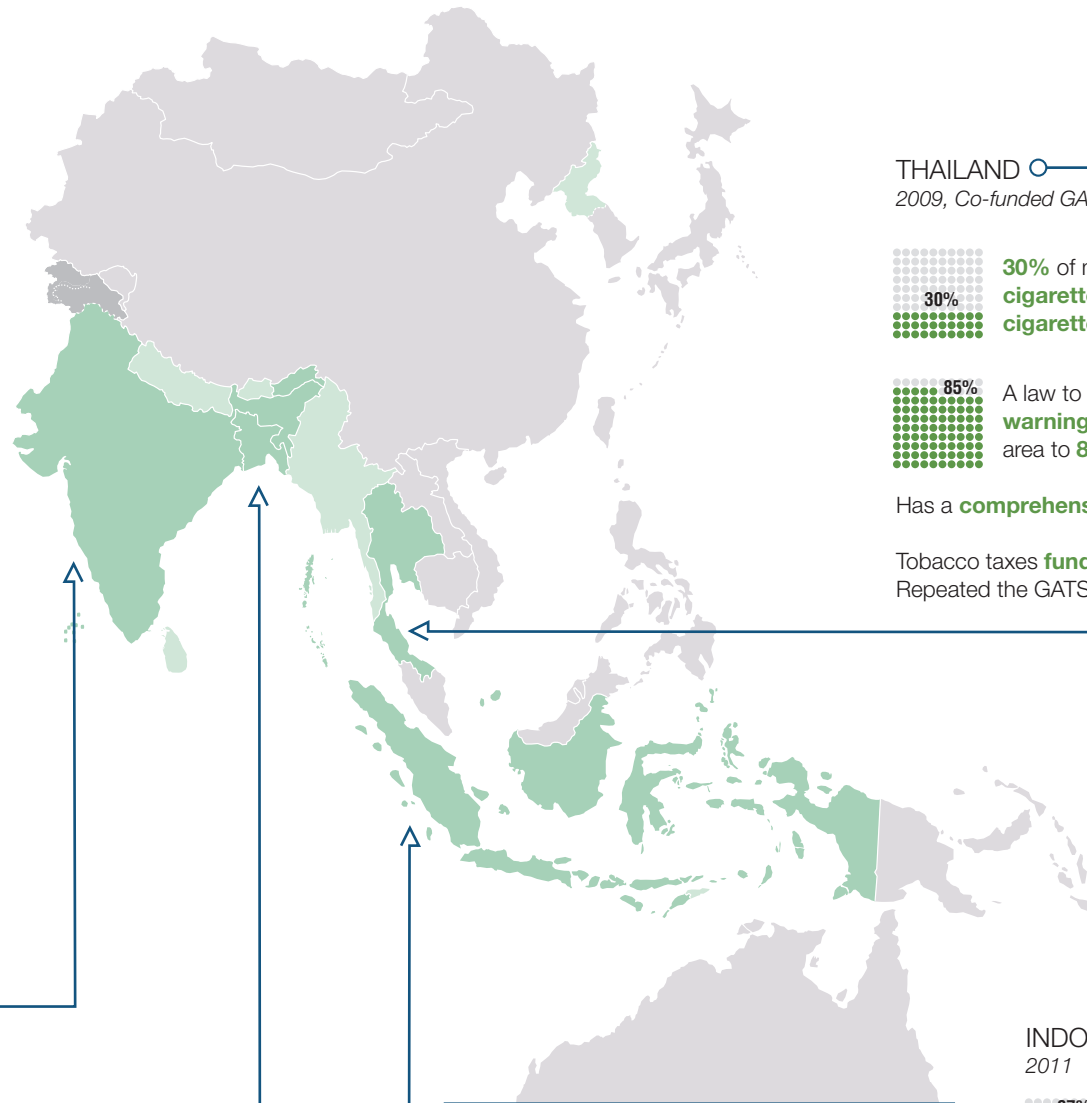 THAILAND
2009, Co-funded GA
30%
30% of
cigarett
cigarett
85%
A law to
warning
area to 8
Has a comprehens
Tobacco taxes fund
Repeated the GATS
INDO
2011